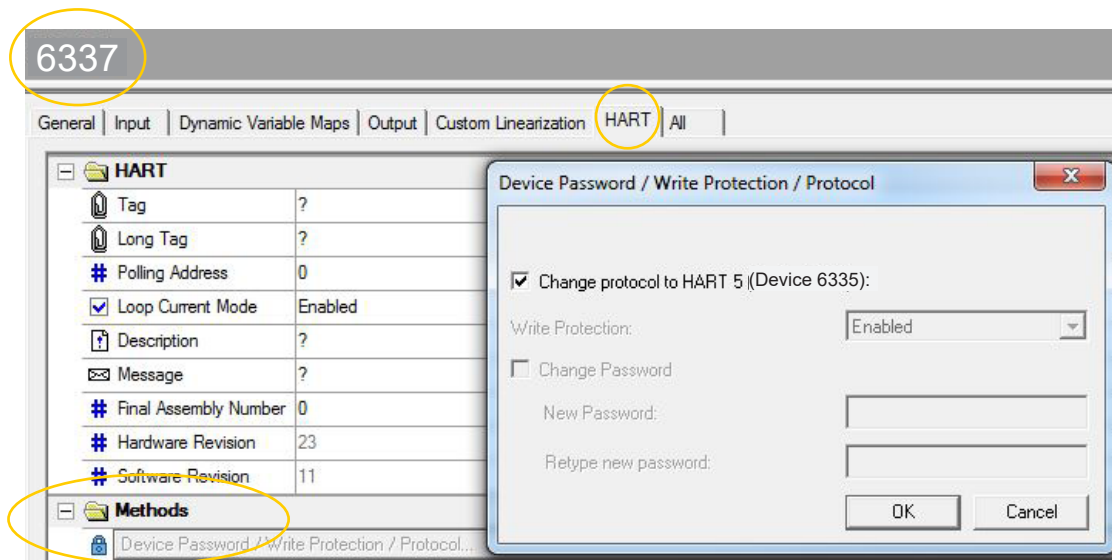 6337
General Input Dynamic Variable Maps Output Custom Linearization HART All
HART
Tag ?
Long Tag ?
Polling Address 0
Loop Current Mode Enabled
Description ?
Message ?
Final Assembly Number 0
Hardware Revision 23
Software Revision 11
Methods
Device Password / Write Protection / Protocol...
Device Password / Write Protection / Protocol
Change protocol to HART 5 (Device 6335):
Write Protection: Enabled
Change Password
New Password:
Retype new password:
OK Cancel